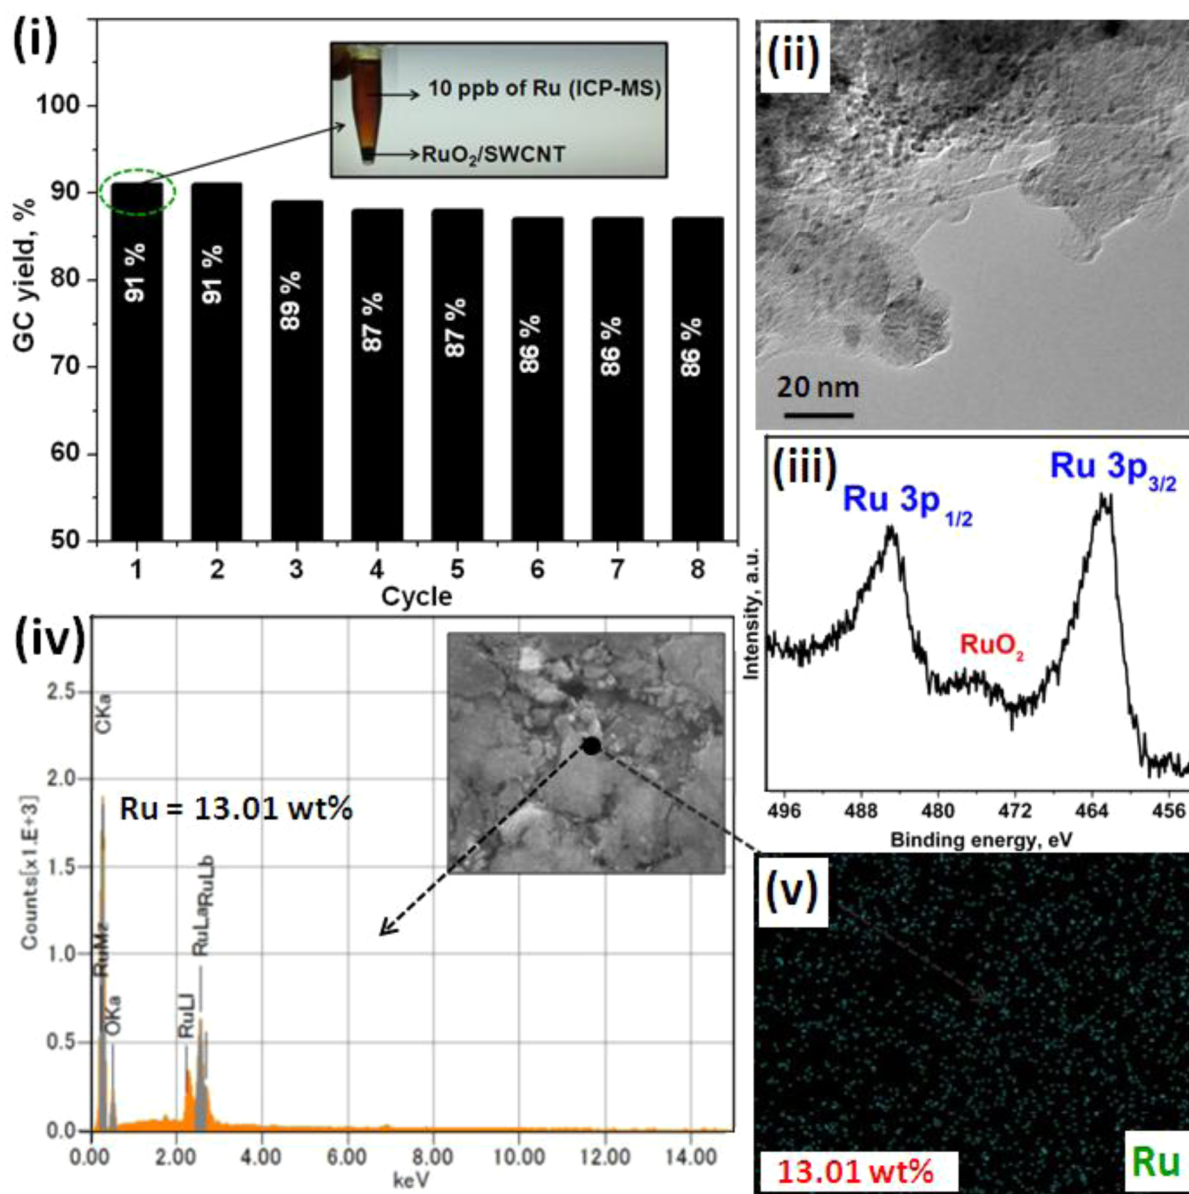 (i)
GC yield, %
100
90
80
70
60
50
10 ppb of Ru (ICP-MS)
RuO₂/SWCNT
91 %
91 %
89 %
87 %
87 %
86 %
86 %
86 %
1 2 3 4 5 6 7 8
Cycle
(ii)
20 nm
(iii)
Ru 3p 1/2
Ru 3p3/2
RuO₂
Intensity, a.u.
496 488 480 472 464 456
Binding energy, eV
(iv)
Counts[x1.E+3]
2.5
2.0
1.5
1.0
0.5
0.0
CKa
RuMz
OKa
RuLl
RuLa
RuLb
Ru = 13.01 wt%
0.00 2.00 4.00 6.00 8.00 10.00 12.00 14.00
keV
(v)
13.01 wt%
Ru